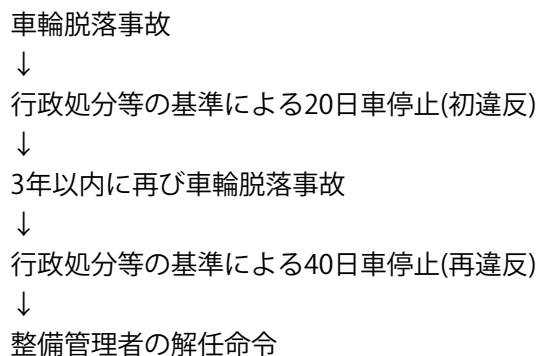 車輪脱落事故
↓
行政処分等の基準による20日車停止(初違反)
↓
3年以内に再び車輪脱落事故
↓
行政処分等の基準による40日車停止(再違反)
↓
整備管理者の解任命令